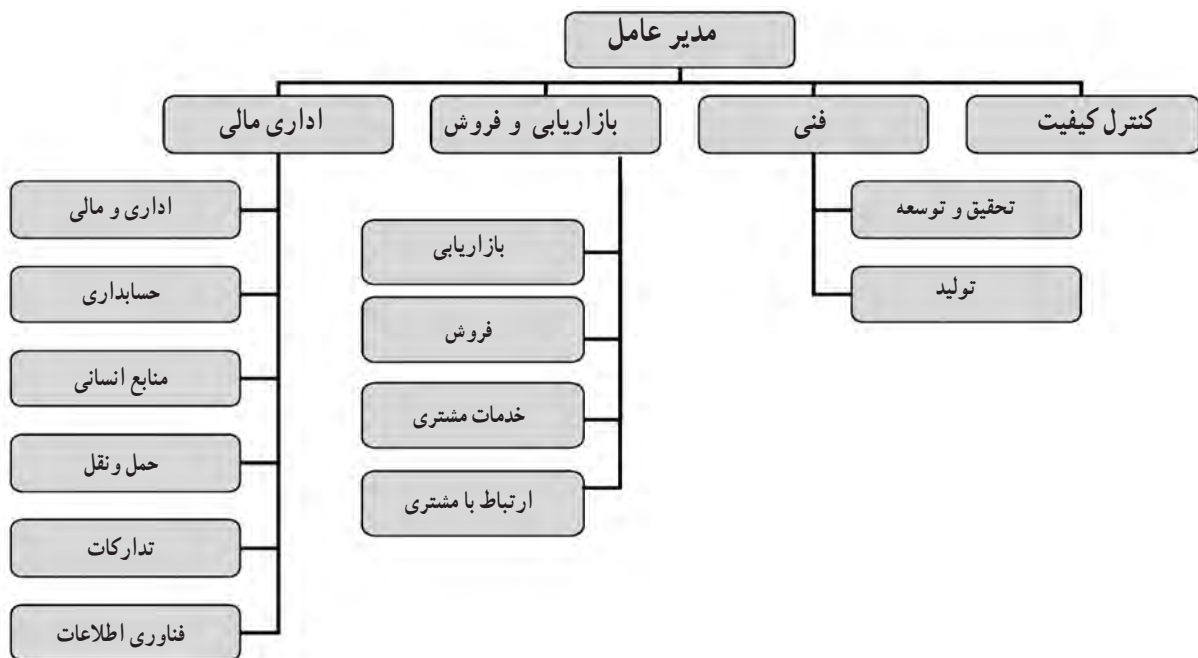 مدیر عامل
کنترل کیفیت
فنی
بازاریابی و فروش
اداری مالی
تحقیق و توسعه
تولید
بازاریابی
فروش
خدمات مشتری
ارتباط با مشتری
اداری و مالی
حسابداری
منابع انسانی
حمل ونقل
تدارکات
فناوری اطلاعات